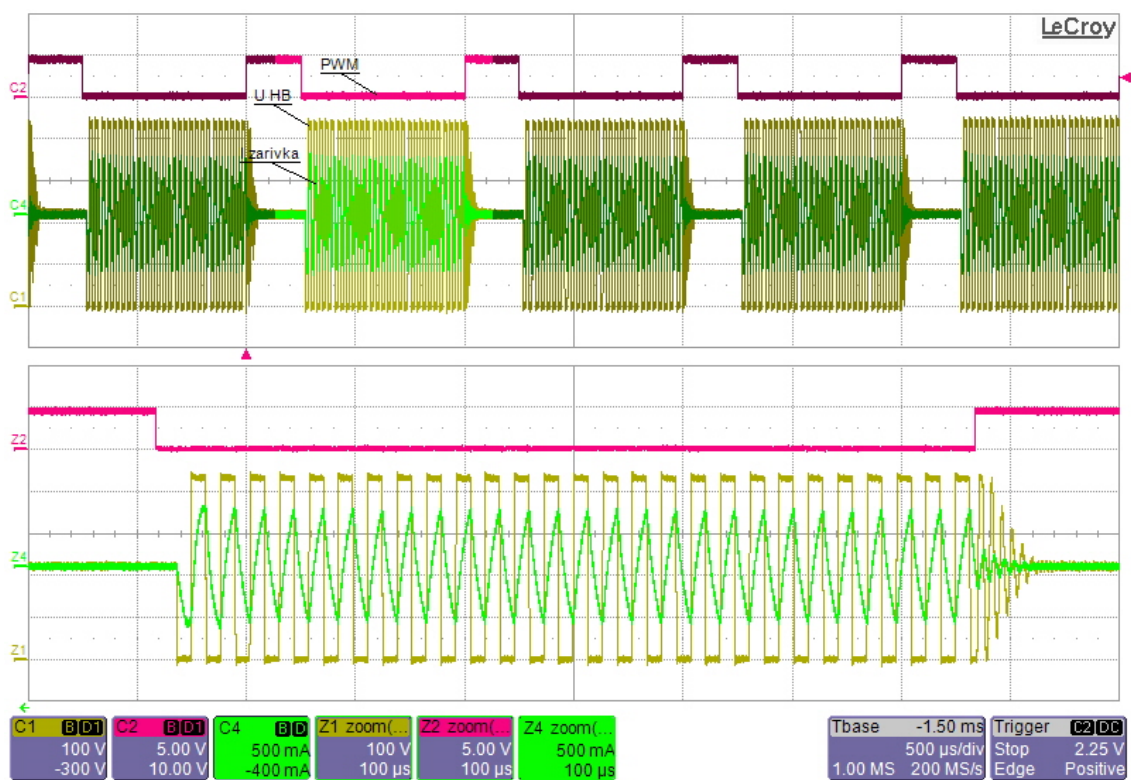 LeCroy
C2
PWM
U HB
I zarivka
C4
C1
Z2
Z4
Z1
C1 B D1
100 V
-300 V
C2 B D1
5.00 V
10.00 V
C4 B D
500 mA
-400 mA
Z1 zoom(...
100 V
100 µs
Z2 zoom(...
5.00 V
100 µs
Z4 zoom(...
500 mA
100 µs
Tbase -1.50 ms
500 µs/div
1.00 MS 200 MS/s
Trigger C2 DC
Stop 2.25 V
Edge Positive